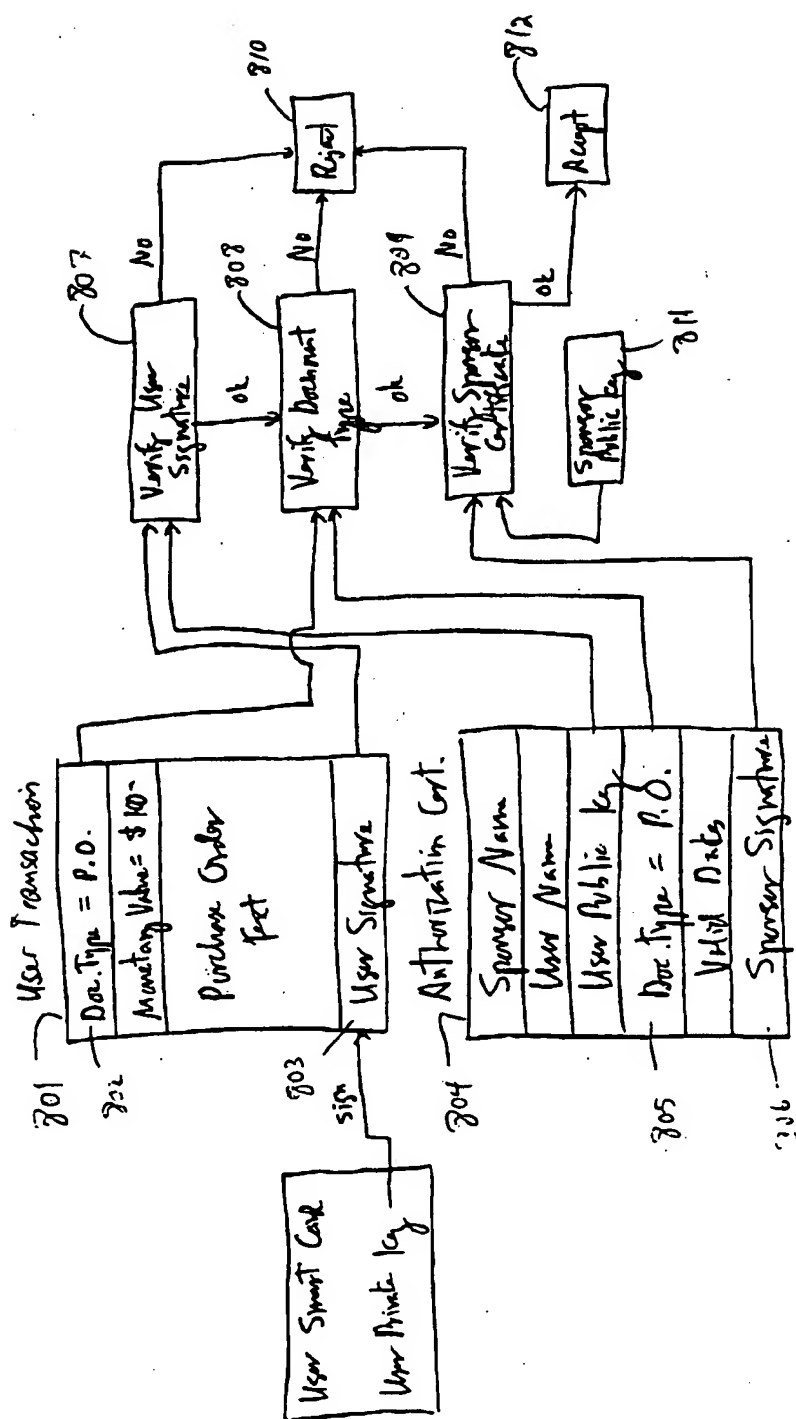 801
User Transaction
802
Doc. Type = P.O.
Monetary Value = $10-
Purchase Order
Text
803
User Signature
sign
User Smart Card
User Private Key
804
Authorization Cert.
Sponsor Name
User Name
User Public Key
805
Doc. Type = P.O.
Valid Dates
806
Sponsor Signature
807
Verify User
Signature
No
ok
808
Verify Document
Type
No
ok
809
Verify Sponsor
Certificate
No
ok
810
Reject
811
Sponsor
Public Key
812
Accept